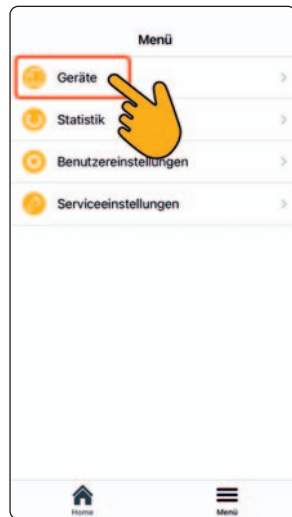 Menü
Geräte
Statistik
Benutzereinstellungen
Serviceeinstellungen
Home
Menü